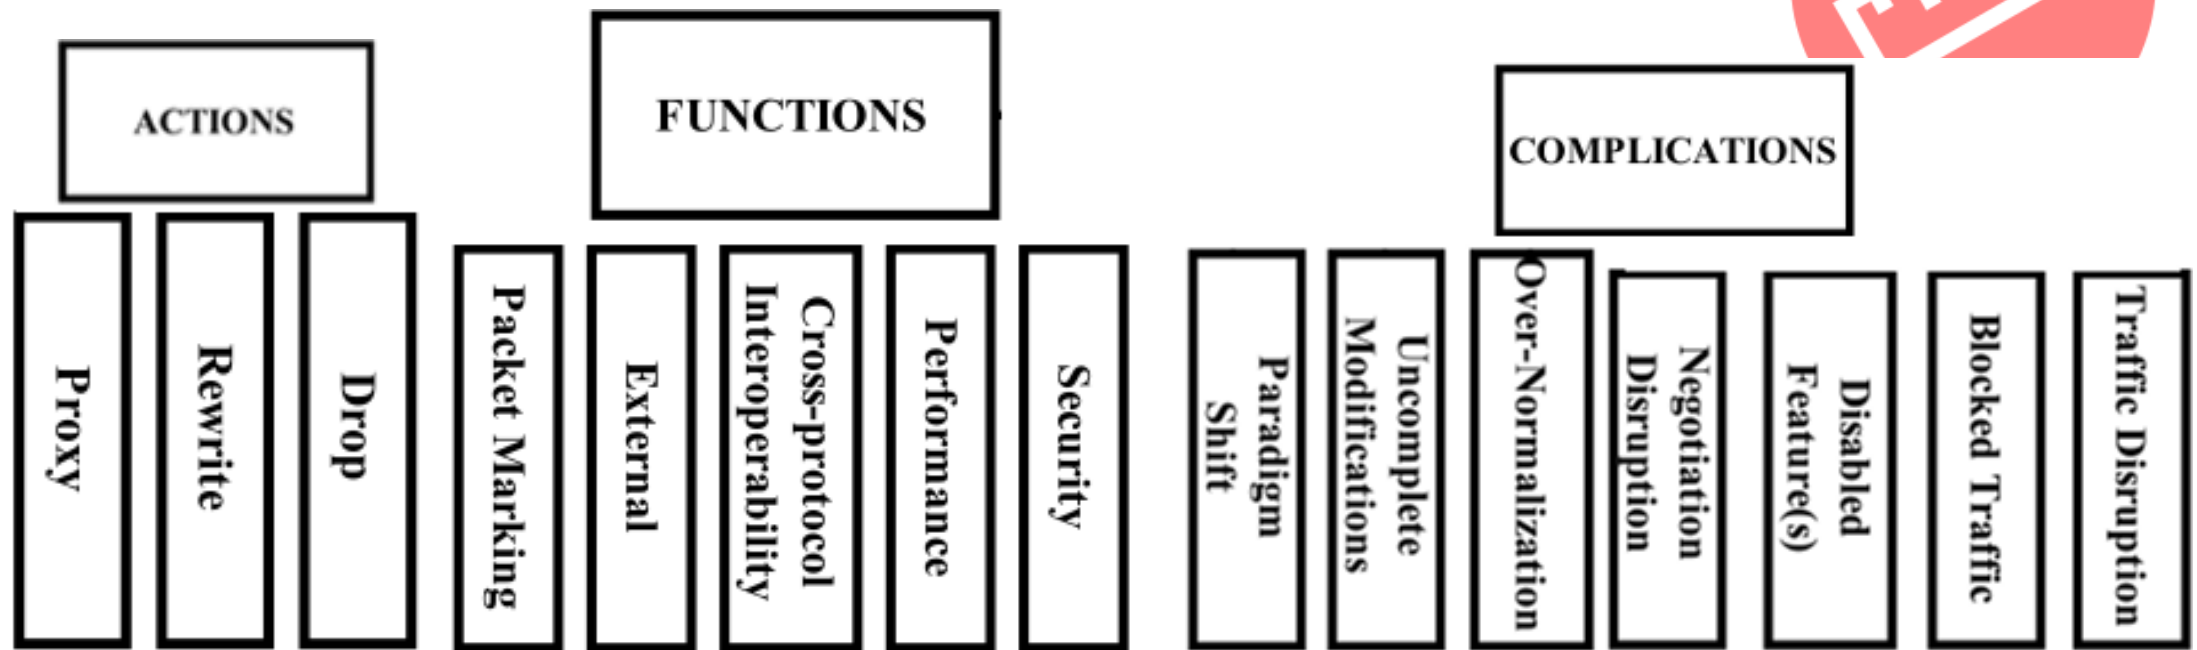 ACTIONS
FUNCTIONS
COMPLICATIONS
Proxy
Rewrite
Drop
Packet Marking
External
Cross-protocol
Interoperability
Performance
Security
Paradigm
Shift
Uncomplete
Modifications
Over-Normalization
Negotiation
Disruption
Disabled
Feature(s)
Blocked Traffic
Traffic Disruption